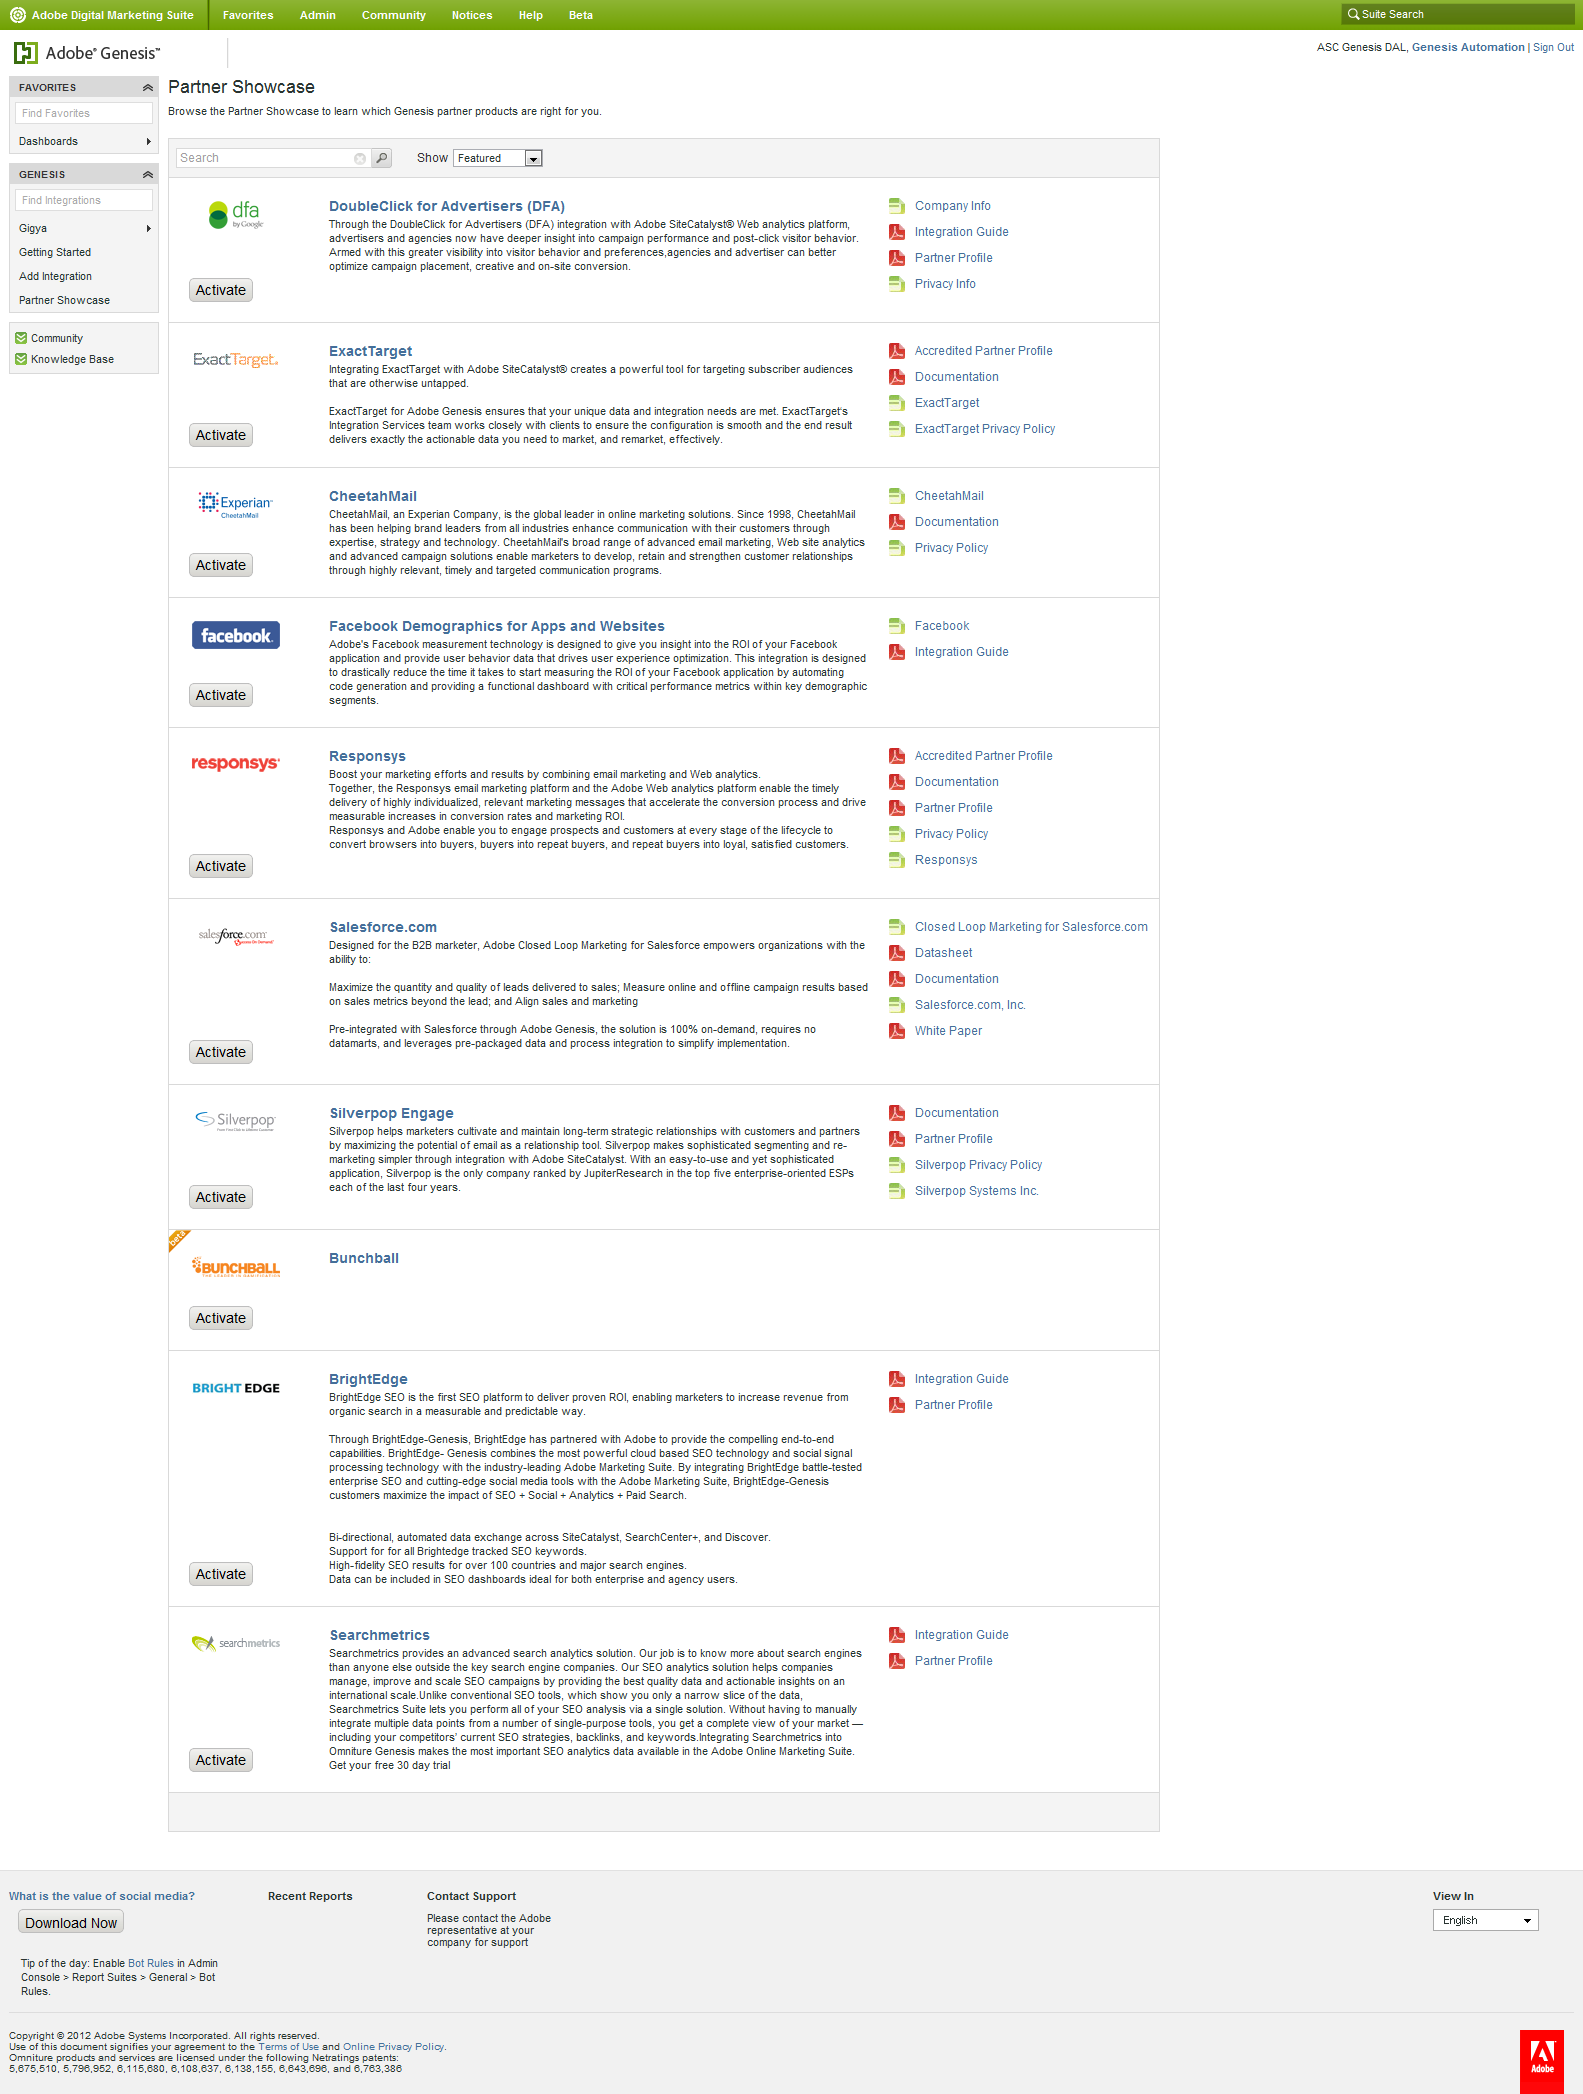 Adobe Digital Marketing Suite Favorites Admin Community Notices Help Beta Suite Search
Adobe® Genesis™
ASC Genesis DAL, Genesis Automation | Sign Out
FAVORITES
Find Favorites
Dashboards
GENESIS
Find Integrations
Gigya
Getting Started
Add Integration
Partner Showcase
Community
Knowledge Base
Partner Showcase
Browse the Partner Showcase to learn which Genesis partner products are right for you.
Search Show Featured
dfa
by Google
Activate
DoubleClick for Advertisers (DFA)
Through the DoubleClick for Advertisers (DFA) integration with Adobe SiteCatalyst® Web analytics platform,
advertisers and agencies now have deeper insight into campaign performance and post-click visitor behavior.
Armed with this greater visibility into visitor behavior and preferences,agencies and advertiser can better
optimize campaign placement, creative and on-site conversion.
Company Info
Integration Guide
Partner Profile
Privacy Info
ExactTarget.
Activate
ExactTarget
Integrating ExactTarget with Adobe SiteCatalyst® creates a powerful tool for targeting subscriber audiences
that are otherwise untapped.
ExactTarget for Adobe Genesis ensures that your unique data and integration needs are met. ExactTarget's
Integration Services team works closely with clients to ensure the configuration is smooth and the end result
delivers exactly the actionable data you need to market, and remarket, effectively.
Accredited Partner Profile
Documentation
ExactTarget
ExactTarget Privacy Policy
Experian™
CheetahMail
Activate
CheetahMail
CheetahMail, an Experian Company, is the global leader in online marketing solutions. Since 1998, CheetahMail
has been helping brand leaders from all industries enhance communication with their customers through
expertise, strategy and technology. CheetahMail's broad range of advanced email marketing, Web site analytics
and advanced campaign solutions enable marketers to develop, retain and strengthen customer relationships
through highly relevant, timely and targeted communication programs.
CheetahMail
Documentation
Privacy Policy
facebook.
Activate
Facebook Demographics for Apps and Websites
Adobe's Facebook measurement technology is designed to give you insight into the ROI of your Facebook
application and provide user behavior data that drives user experience optimization. This integration is designed
to drastically reduce the time it takes to start measuring the ROI of your Facebook application by automating
code generation and providing a functional dashboard with critical performance metrics within key demographic
segments.
Facebook
Integration Guide
responsys®
Activate
Responsys
Boost your marketing efforts and results by combining email marketing and Web analytics.
Together, the Responsys email marketing platform and the Adobe Web analytics platform enable the timely
delivery of highly individualized, relevant marketing messages that accelerate the conversion process and drive
measurable increases in conversion rates and marketing ROI.
Responsys and Adobe enable you to engage prospects and customers at every stage of the lifecycle to
convert browsers into buyers, buyers into repeat buyers, and repeat buyers into loyal, satisfied customers.
Accredited Partner Profile
Documentation
Partner Profile
Privacy Policy
Responsys
salesforce.com
Success On Demand
Activate
Salesforce.com
Designed for the B2B marketer, Adobe Closed Loop Marketing for Salesforce empowers organizations with the
ability to:
Maximize the quantity and quality of leads delivered to sales; Measure online and offline campaign results based
on sales metrics beyond the lead; and Align sales and marketing
Pre-integrated with Salesforce through Adobe Genesis, the solution is 100% on-demand, requires no
datamarts, and leverages pre-packaged data and process integration to simplify implementation.
Closed Loop Marketing for Salesforce.com
Datasheet
Documentation
Salesforce.com, Inc.
White Paper
Silverpop
Activate
Silverpop Engage
Silverpop helps marketers cultivate and maintain long-term strategic relationships with customers and partners
by maximizing the potential of email as a relationship tool. Silverpop makes sophisticated segmenting and re-
marketing simpler through integration with Adobe SiteCatalyst. With an easy-to-use and yet sophisticated
application, Silverpop is the only company ranked by JupiterResearch in the top five enterprise-oriented ESPs
each of the last four years.
Documentation
Partner Profile
Silverpop Privacy Policy
Silverpop Systems Inc.
beta
BUNCHBALL
THE LEADER IN GAMIFICATION
Activate
Bunchball
BRIGHT EDGE
Activate
BrightEdge
BrightEdge SEO is the first SEO platform to deliver proven ROI, enabling marketers to increase revenue from
organic search in a measurable and predictable way.
Through BrightEdge-Genesis, BrightEdge has partnered with Adobe to provide the compelling end-to-end
capabilities. BrightEdge- Genesis combines the most powerful cloud based SEO technology and social signal
processing technology with the industry-leading Adobe Marketing Suite. By integrating BrightEdge battle-tested
enterprise SEO and cutting-edge social media tools with the Adobe Marketing Suite, BrightEdge-Genesis
customers maximize the impact of SEO + Social + Analytics + Paid Search.
Bi-directional, automated data exchange across SiteCatalyst, SearchCenter+, and Discover.
Support for for all Brightedge tracked SEO keywords.
High-fidelity SEO results for over 100 countries and major search engines.
Data can be included in SEO dashboards ideal for both enterprise and agency users.
Integration Guide
Partner Profile
searchmetrics
Activate
Searchmetrics
Searchmetrics provides an advanced search analytics solution. Our job is to know more about search engines
than anyone else outside the key search engine companies. Our SEO analytics solution helps companies
manage, improve and scale SEO campaigns by providing the best quality data and actionable insights on an
international scale.Unlike conventional SEO tools, which show you only a narrow slice of the data,
Searchmetrics Suite lets you perform all of your SEO analysis via a single solution. Without having to manually
integrate multiple data points from a number of single-purpose tools, you get a complete view of your market —
including your competitors' current SEO strategies, backlinks, and keywords.Integrating Searchmetrics into
Omniture Genesis makes the most important SEO analytics data available in the Adobe Online Marketing Suite.
Get your free 30 day trial
Integration Guide
Partner Profile
What is the value of social media?
Download Now
Tip of the day: Enable Bot Rules in Admin
Console > Report Suites > General > Bot
Rules.
Recent Reports
Contact Support
Please contact the Adobe
representative at your
company for support
View In
English
Copyright © 2012 Adobe Systems Incorporated. All rights reserved.
Use of this document signifies your agreement to the Terms of Use and Online Privacy Policy.
Omniture products and services are licensed under the following Netratings patents:
5,675,510, 5,796,952, 6,115,680, 6,108,637, 6,138,155, 6,643,696, and 6,763,386
Adobe